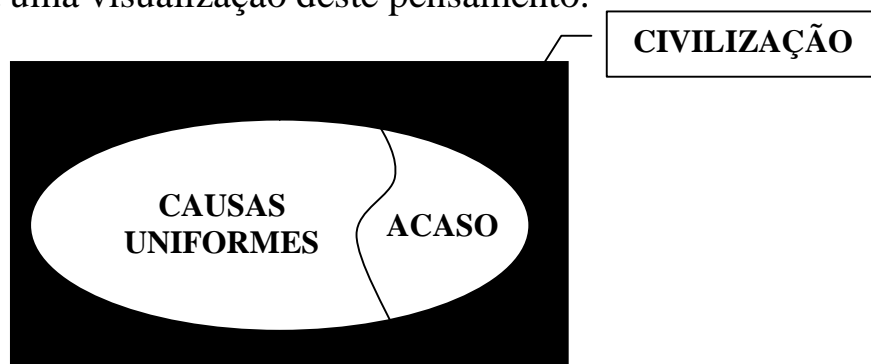 uma visualização deste pensamento.
CIVILIZAÇÃO
CAUSAS
UNIFORMES
ACASO